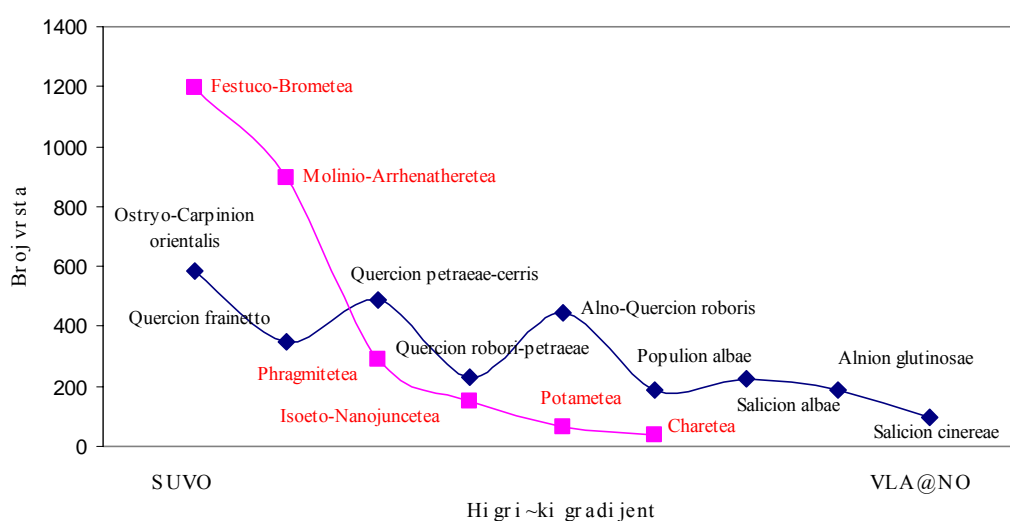 1400
1200
1000
800
600
400
200
0
Broj vrsta
Festuco-Brometea
Molinio-Arrhenatheretea
Ostryo-Carpinion
orientalis
Quercion petraeae-cerris
Quercion frainetto
Alno-Quercion roboris
Quercion robori-petraeae
Populion albae
Alnion glutinosae
Phragmitetea
Isoeto-Nanojuncetea
Potametea
Charetea
Salicion albae
Salicion cinereae
SUVO
VLA@NO
Higri~ki gradijent